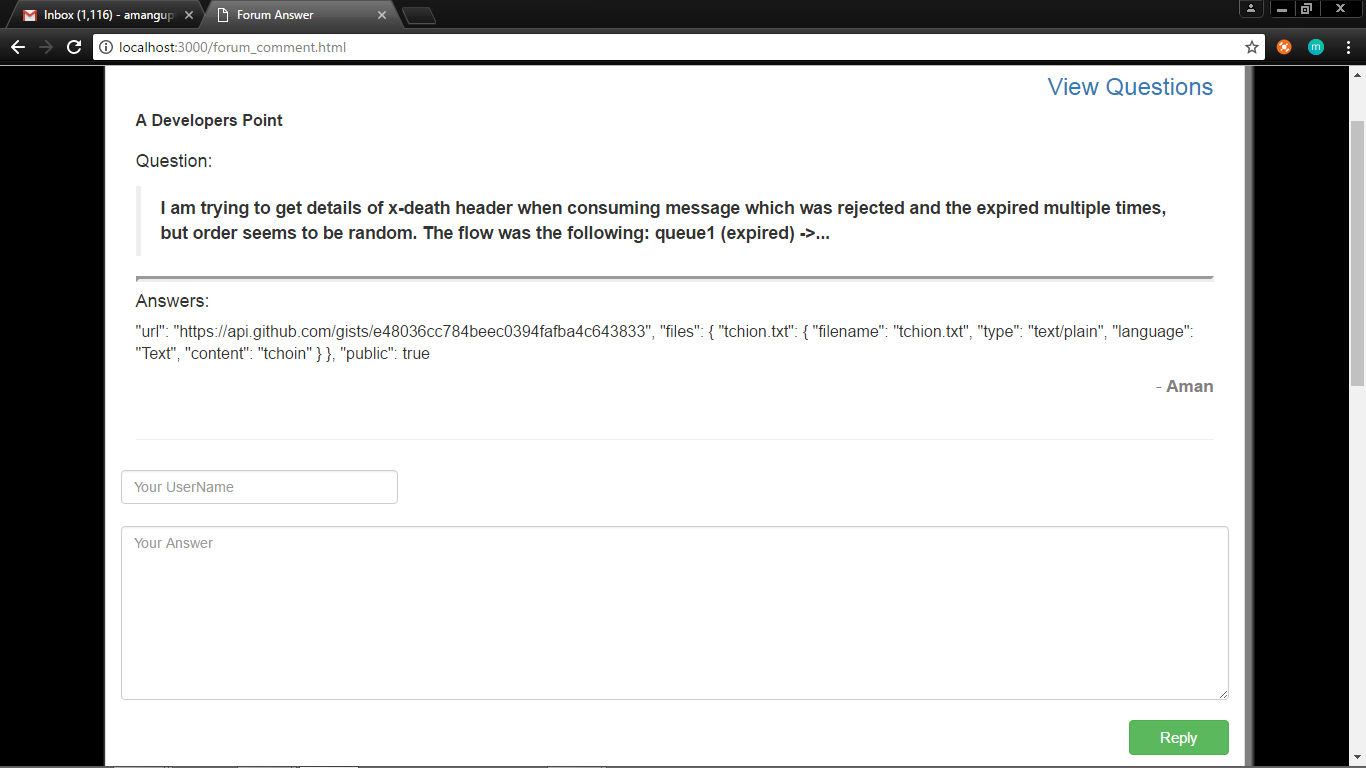 Inbox (1,116) - amangup
Forum Answer
localhost:3000/forum_comment.html
m
View Questions
A Developers Point
Question:
I am trying to get details of x-death header when consuming message which was rejected and the expired multiple times,
but order seems to be random. The flow was the following: queue1 (expired) ->...
Answers:
"url": "https://api.github.com/gists/e48036cc784beec0394fafba4c643833", "files": { "tchion.txt": { "filename": "tchion.txt", "type": "text/plain", "language":
"Text", "content": "tchoin" } }, "public": true
- Aman
Your UserName
Your Answer
Reply